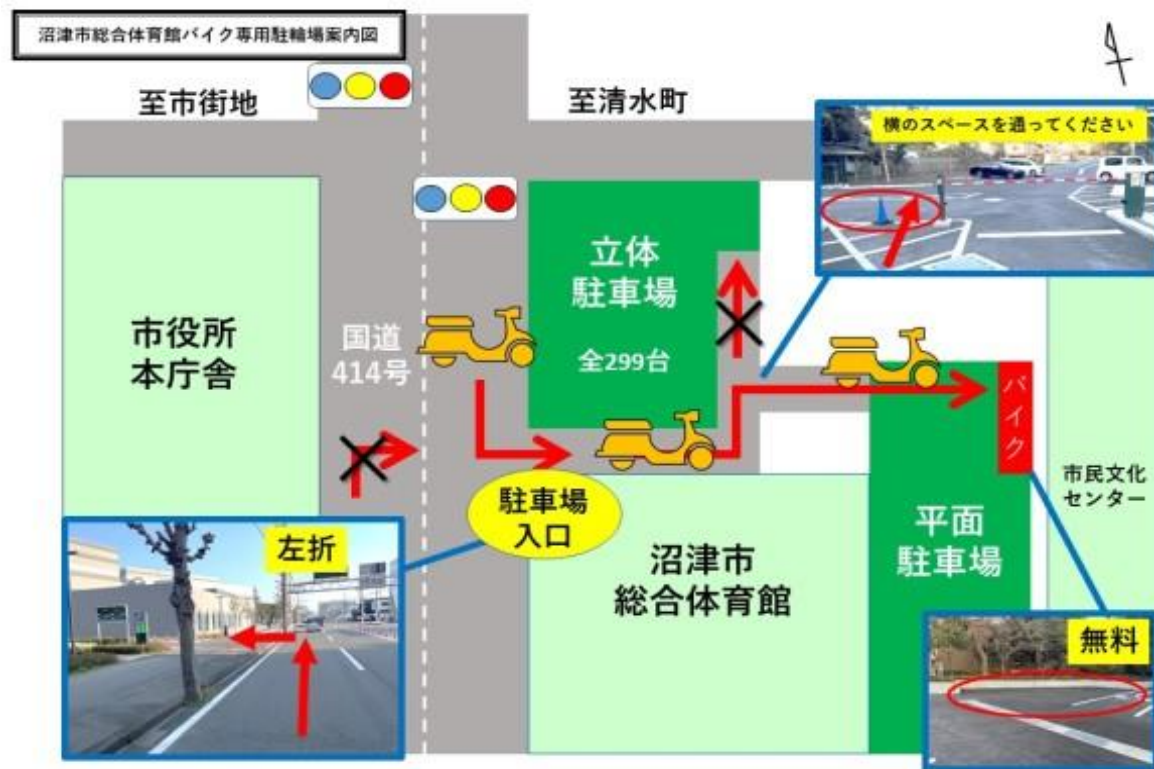 沼津市総合体育館バイク専用駐輪場案内図
至市街地
至清水町
横のスペースを通ってください
立体
駐車場
全299台
市役所
本庁舎
国道
414号
バイク
市民文化
センター
駐車場
入口
平面
駐車場
沼津市
総合体育館
左折
無料